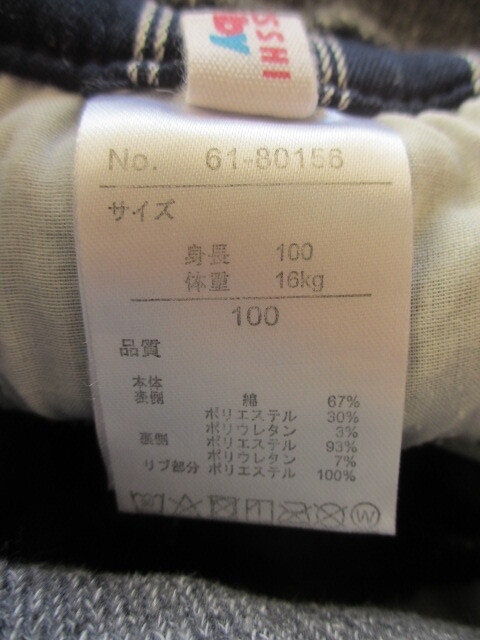 SSHI
BY
No. 61-80156
サイズ
身長 100
体重 16kg
100
品質
本体
表側 綿 67%
ポリエステル 30%
ポリウレタン 3%
裏側 ポリエステル 93%
ポリウレタン 7%
リブ部分 ポリエステル 100%
W